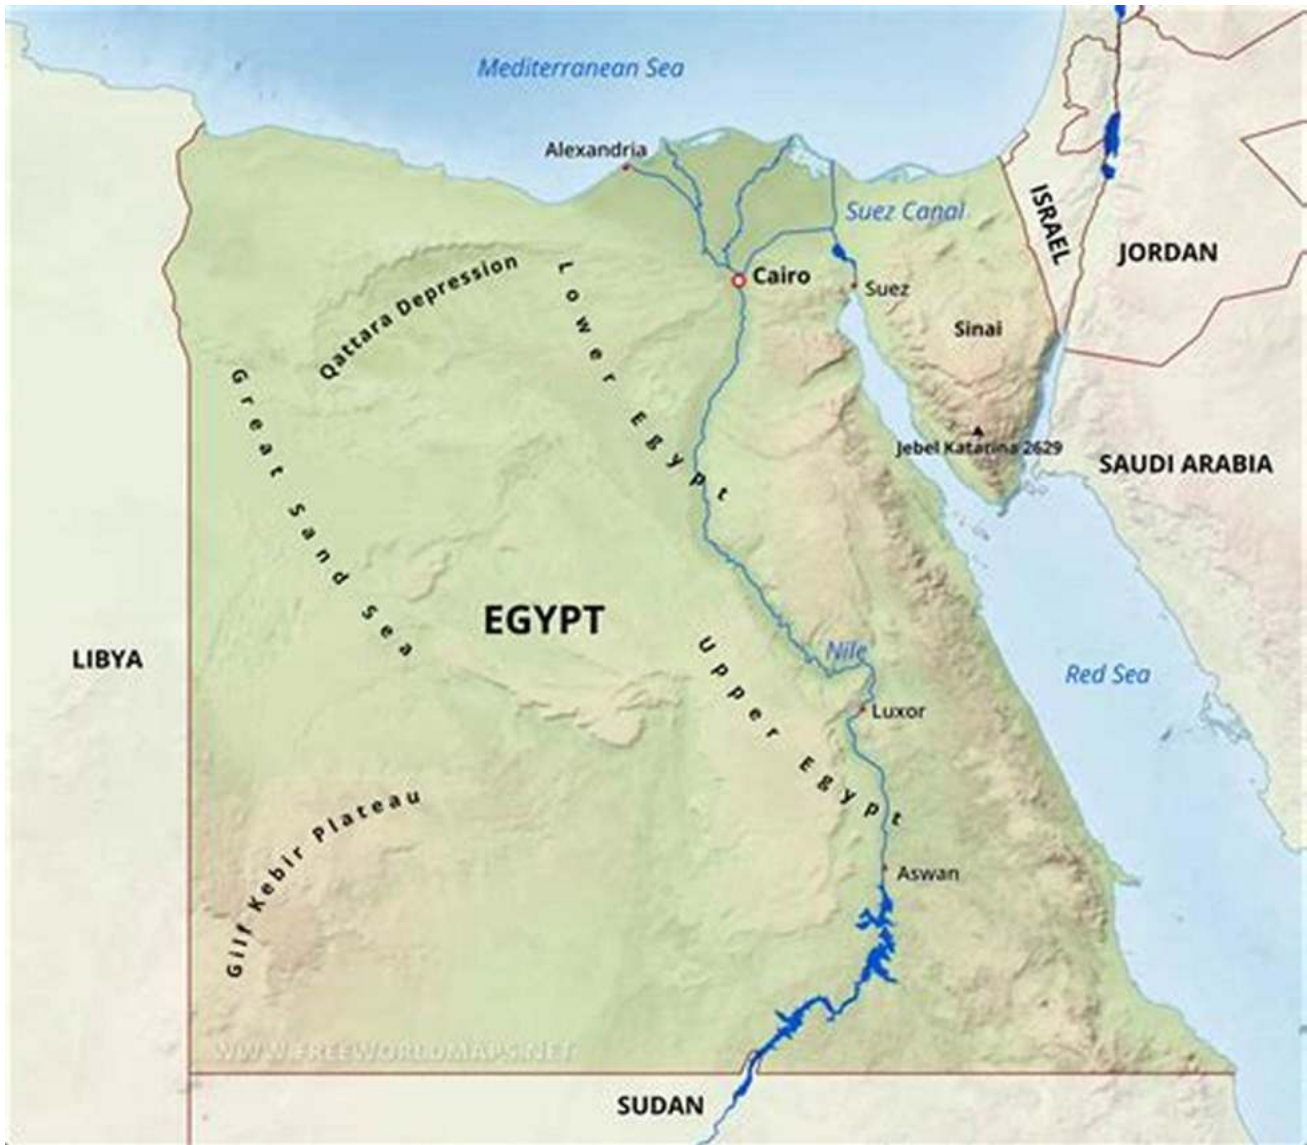 Mediterranean Sea
Alexandria
ISRAEL
Suez Canal
JORDAN
Qattara Depression
Lower Egypt
Cairo
Suez
Sinai
Great Sand Sea
Jebel Katarina 2629
SAUDI ARABIA
EGYPT
LIBYA
Upper Egypt
Nile
Red Sea
Luxor
Gilf Kebir Plateau
Aswan
WWW.FREEWORLDMAPS.NET
SUDAN